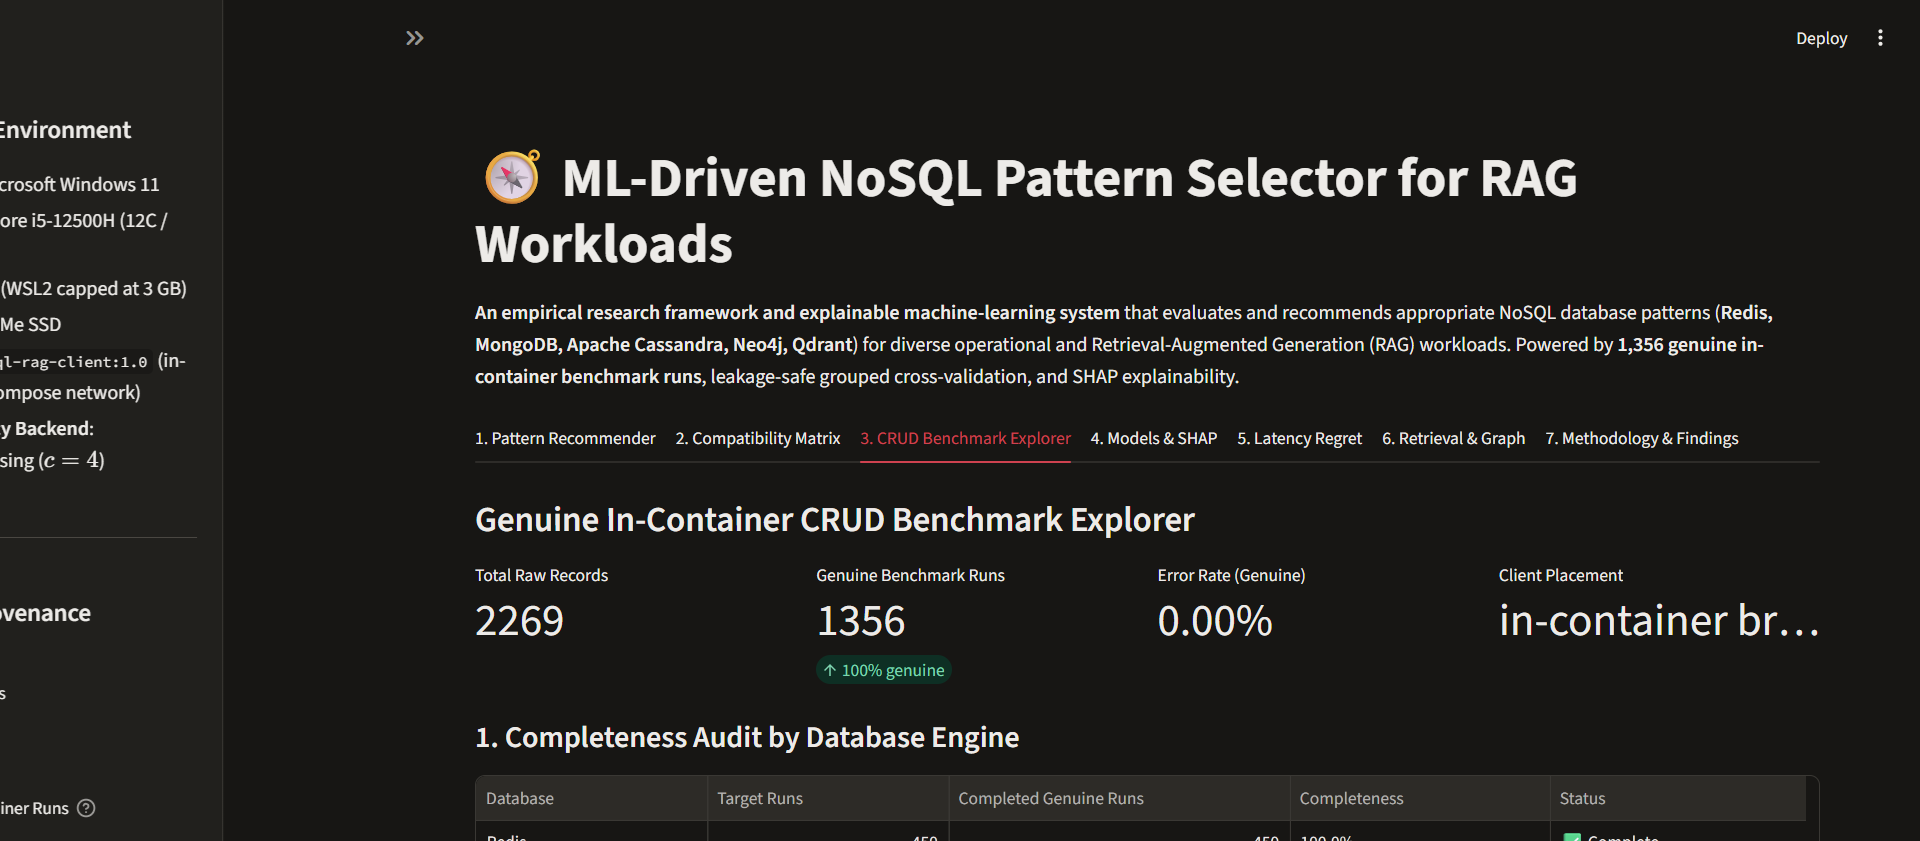 Deploy
Environment
crosoft Windows 11
ore i5-12500H (12C /
(WSL2 capped at 3 GB)
Me SSD
ql-rag-client:1.0 (in-
ompose network)
y Backend:
sing (c = 4)
ovenance
s
iner Runs
ML-Driven NoSQL Pattern Selector for RAG
Workloads
An empirical research framework and explainable machine-learning system that evaluates and recommends appropriate NoSQL database patterns (Redis,
MongoDB, Apache Cassandra, Neo4j, Qdrant) for diverse operational and Retrieval-Augmented Generation (RAG) workloads. Powered by 1,356 genuine in-
container benchmark runs, leakage-safe grouped cross-validation, and SHAP explainability.
1. Pattern Recommender 2. Compatibility Matrix 3. CRUD Benchmark Explorer 4. Models & SHAP 5. Latency Regret 6. Retrieval & Graph 7. Methodology & Findings
Genuine In-Container CRUD Benchmark Explorer
Total Raw Records Genuine Benchmark Runs Error Rate (Genuine) Client Placement
2269 1356 0.00% in-container br...
↑ 100% genuine
1. Completeness Audit by Database Engine
Database Target Runs Completed Genuine Runs Completeness Status
Redis 100.0% Complete